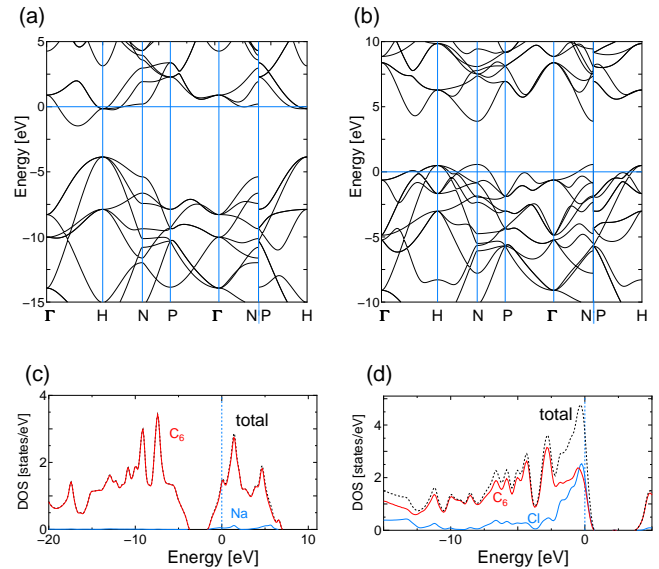 (a)
(b)
5
0
−5
−10
−15
Energy [eV]
Γ H N P Γ N P H
10
5
0
−5
−10
Energy [eV]
Γ H N P Γ N P H
(c)
(d)
4
3
2
1
0
DOS [states/eV]
C6
total
Na
−20 −10 0 10
Energy [eV]
4
2
0
DOS [states/eV]
total
C6
Cl
−10 0
Energy [eV]